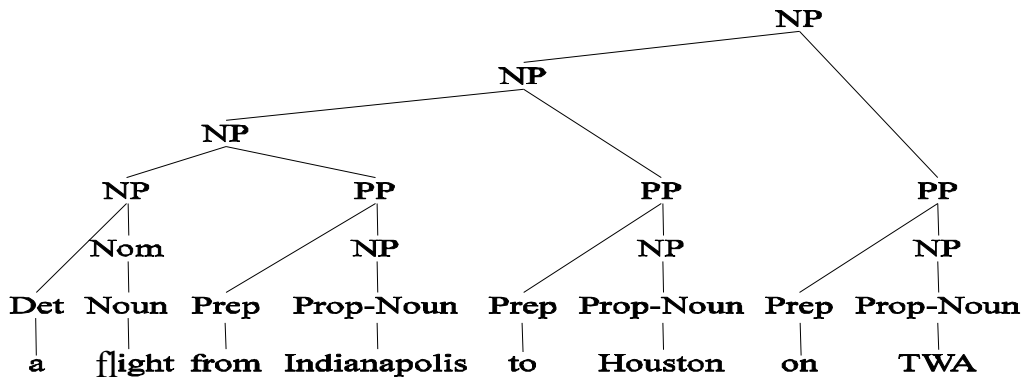 NP
NP
NP
NP PP PP PP
Nom NP NP NP
Det Noun Prep Prop-Noun Prep Prop-Noun Prep Prop-Noun
a flight from Indianapolis to Houston on TWA